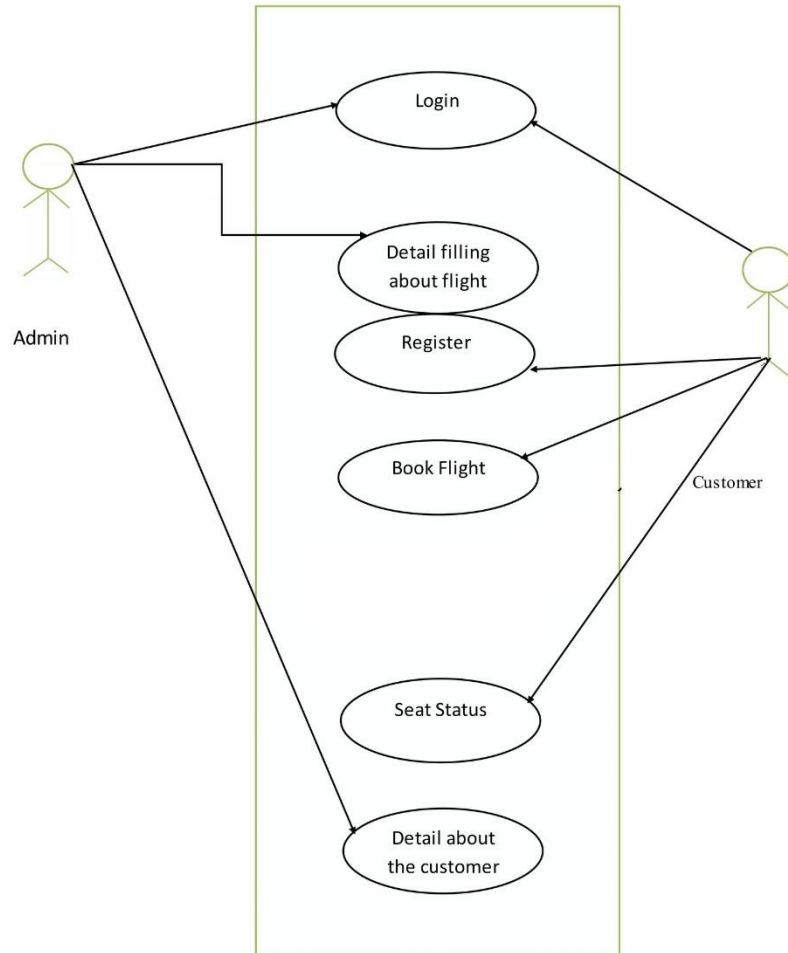 Login
Detail filling
about flight
Admin
Register
Book Flight
Customer
Seat Status
Detail about
the customer